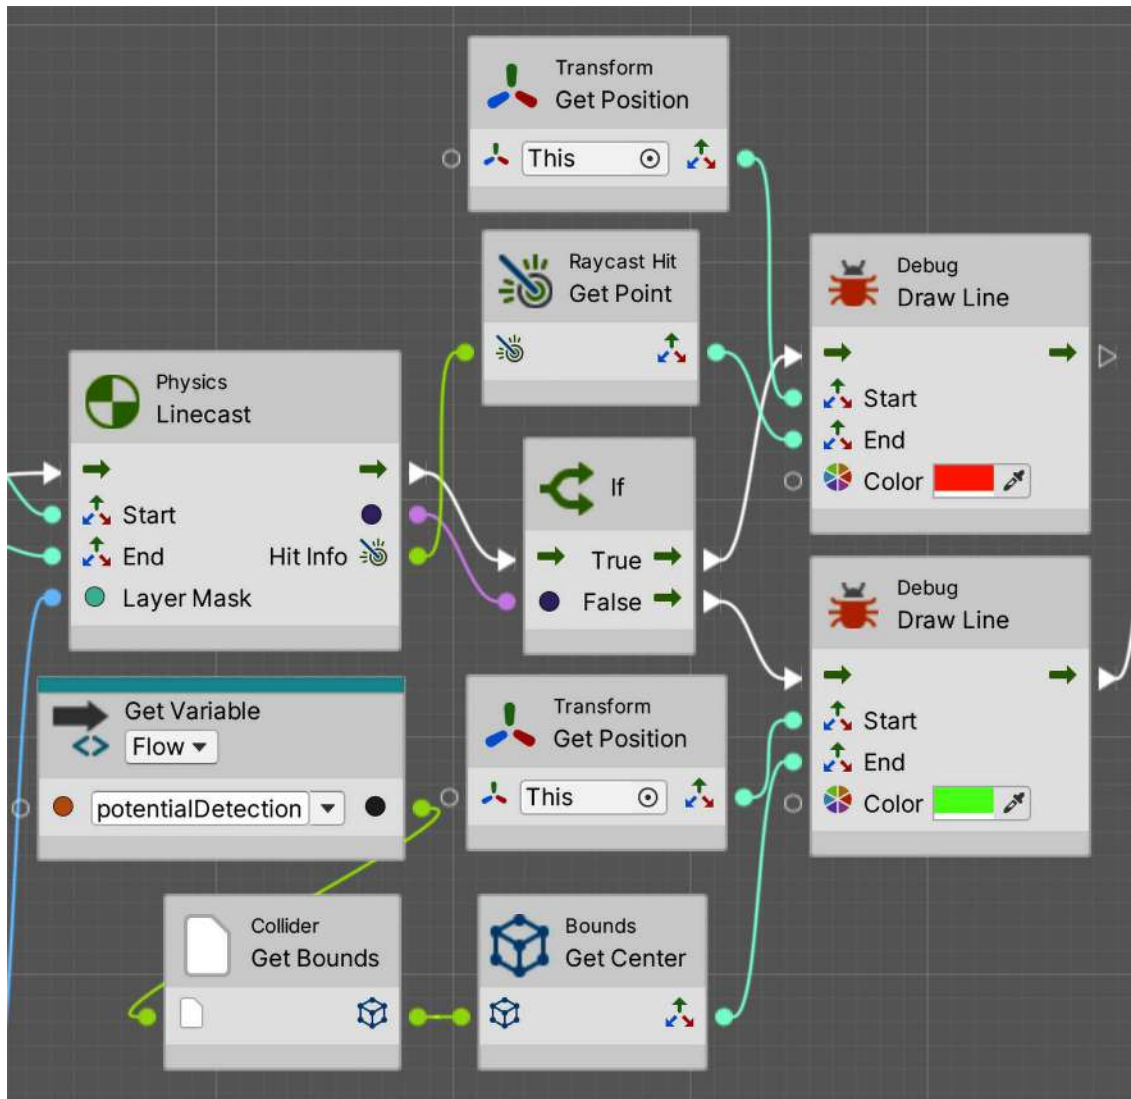 Transform
Get Position
This
Raycast Hit
Get Point
Debug
Draw Line
Start
End
Color
Physics
Linecast
Start
End
Hit Info
Layer Mask
If
True
False
Debug
Draw Line
Start
End
Color
Get Variable
Flow
potentialDetection
Transform
Get Position
This
Collider
Get Bounds
Bounds
Get Center